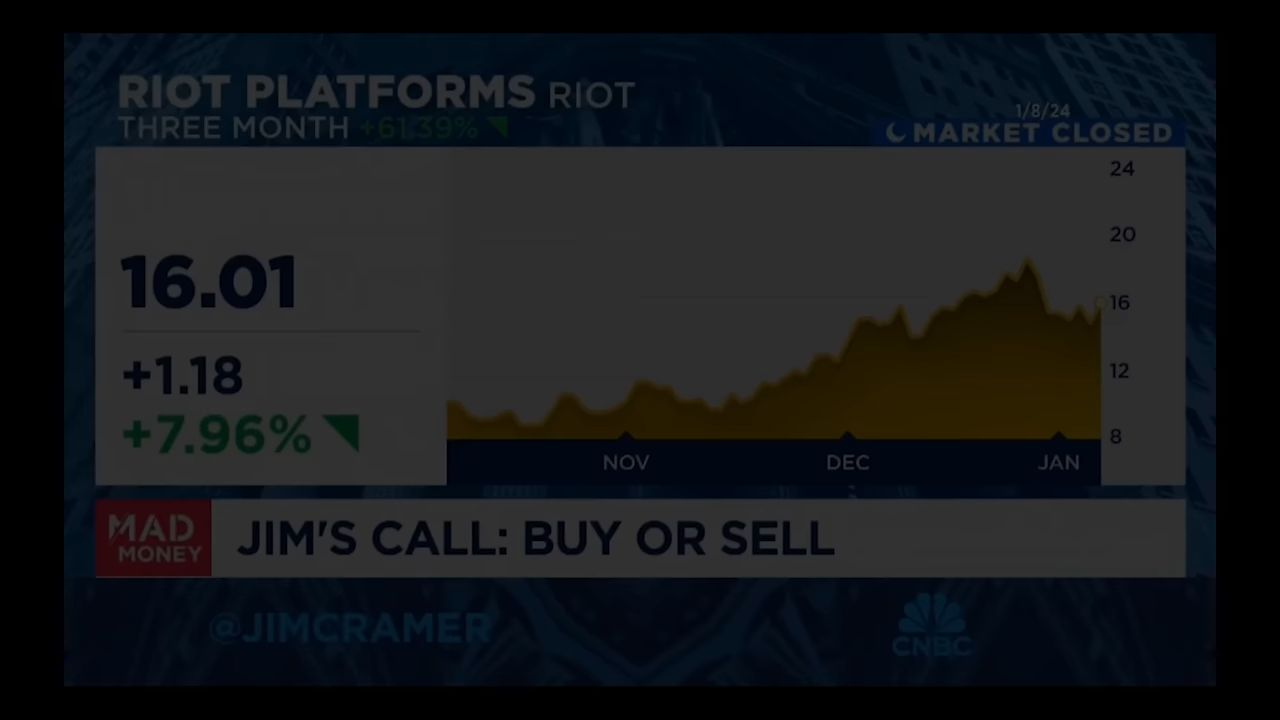 RIOT PLATFORMS RIOT
THREE MONTH +61.39%
1/8/24
MARKET CLOSED
16.01
+1.18
+7.96%
24
20
16
12
8
NOV DEC JAN
MAD MONEY
JIM'S CALL: BUY OR SELL
@JIMCRAMER
CNBC